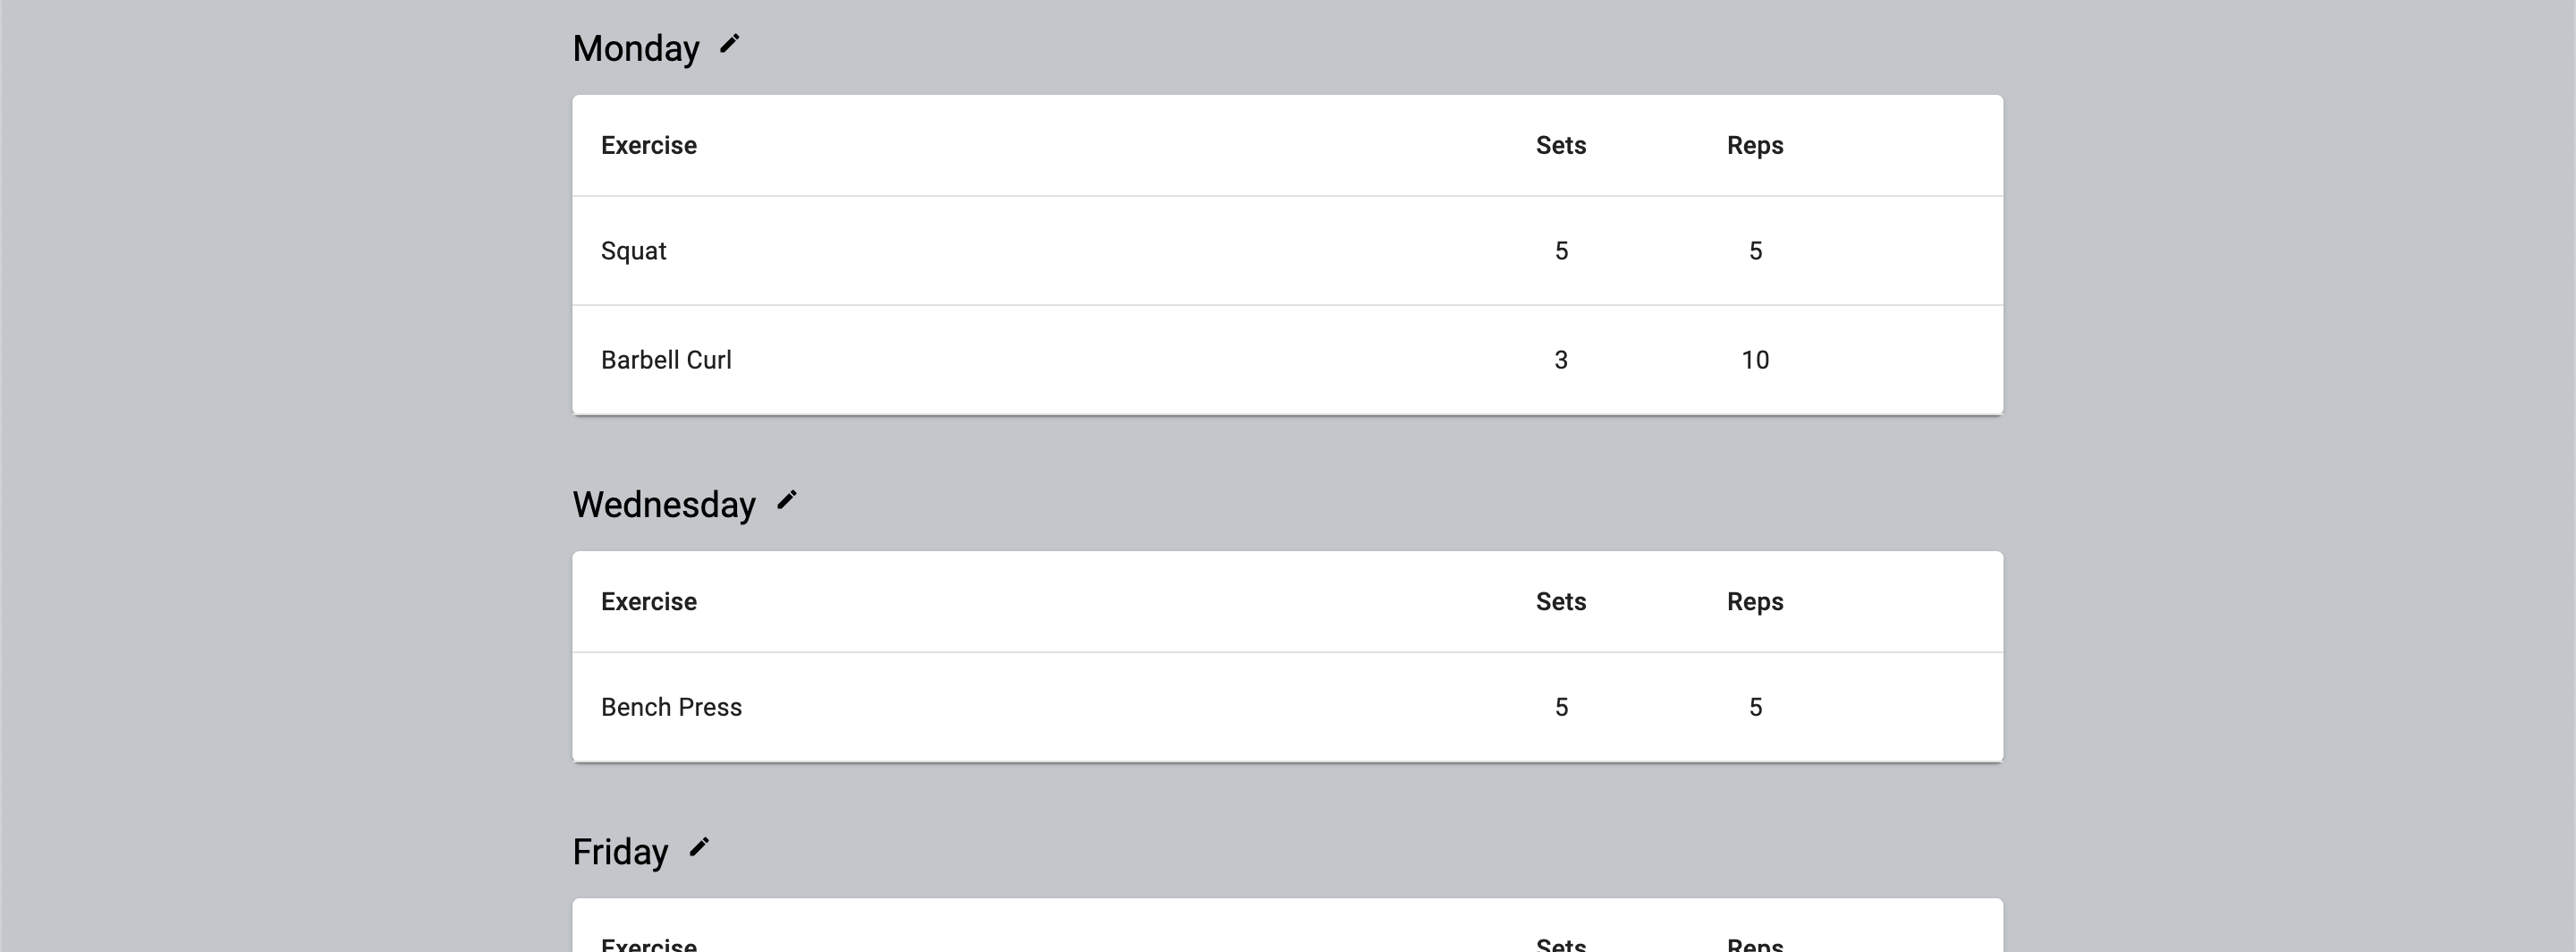 Monday
Exercise Sets Reps
Squat 5 5
Barbell Curl 3 10
Wednesday
Exercise Sets Reps
Bench Press 5 5
Friday
Exercise Sets Reps